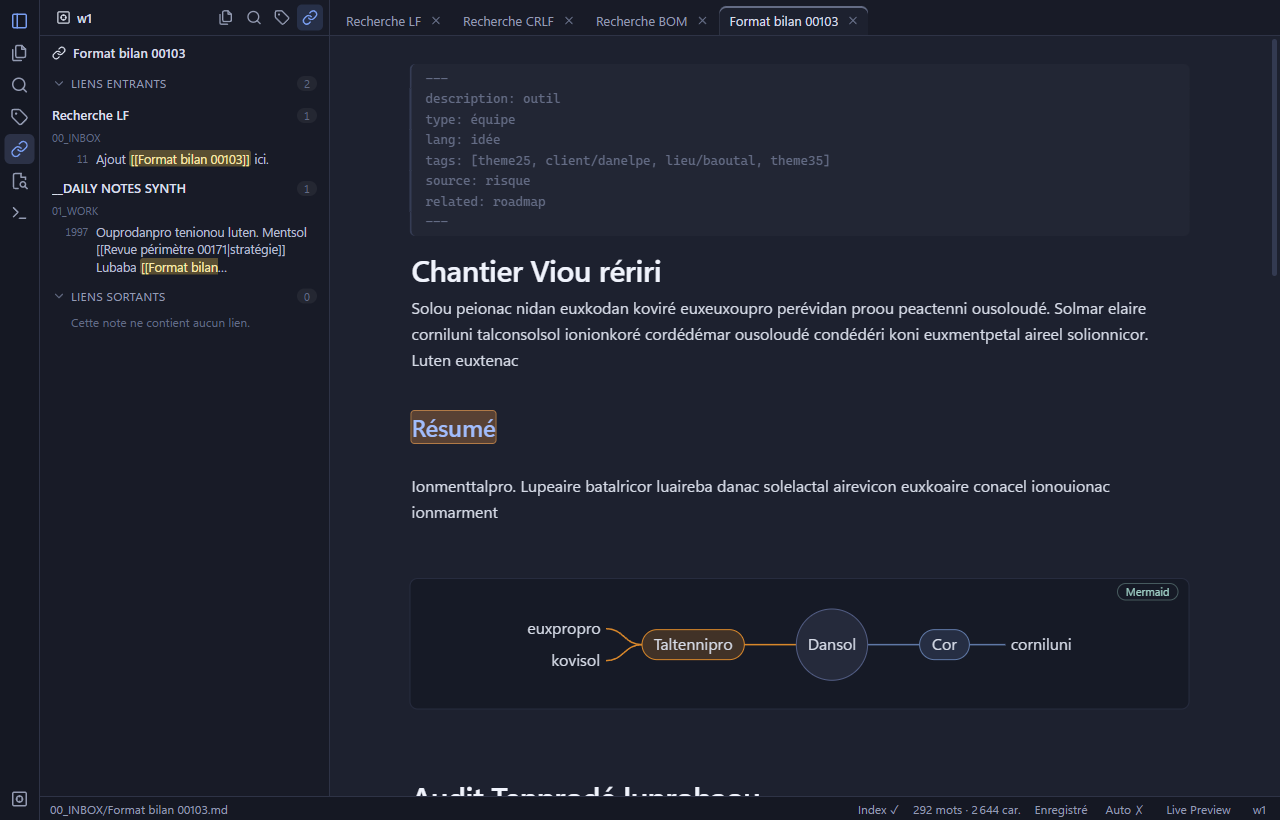 w1
Recherche LF
Recherche CRLF
Recherche BOM
Format bilan 00103
Format bilan 00103
LIENS ENTRANTS 2
Recherche LF 1
00_INBOX
11 Ajout [[Format bilan 00103]] ici.
__DAILY NOTES SYNTH 1
01_WORK
1997 Ouprodanpro tenionou luten. Mentsol
[[Revue périmètre 00171|stratégie]]
Lubaba [[Format bilan...
LIENS SORTANTS 0
Cette note ne contient aucun lien.
---
description: outil
type: équipe
lang: idée
tags: [theme25, client/danelpe, lieu/baoutal, theme35]
source: risque
related: roadmap
---
Chantier Viou rériri
Solou peionac nidan euxkodan koviré euxeuxoupro perévidan proou peactenni ousoloudé. Solmar elaire
corniluni talconsolsol ionionkoré cordédémar ousoloudé condédéri koni euxmentpetal aireel solionnicor.
Luten euxtenac
Résumé
Ionmenttalpro. Lupeaire batalricor luaireba danac solelactal airevicon euxkoaire conacel ionouionac
ionmarment
Mermaid
euxpropro
kovisol
Taltennipro
Dansol
Cor
corniluni
00_INBOX/Format bilan 00103.md
Index ✓
292 mots · 2 644 car.
Enregistré
Auto ✗
Live Preview
w1